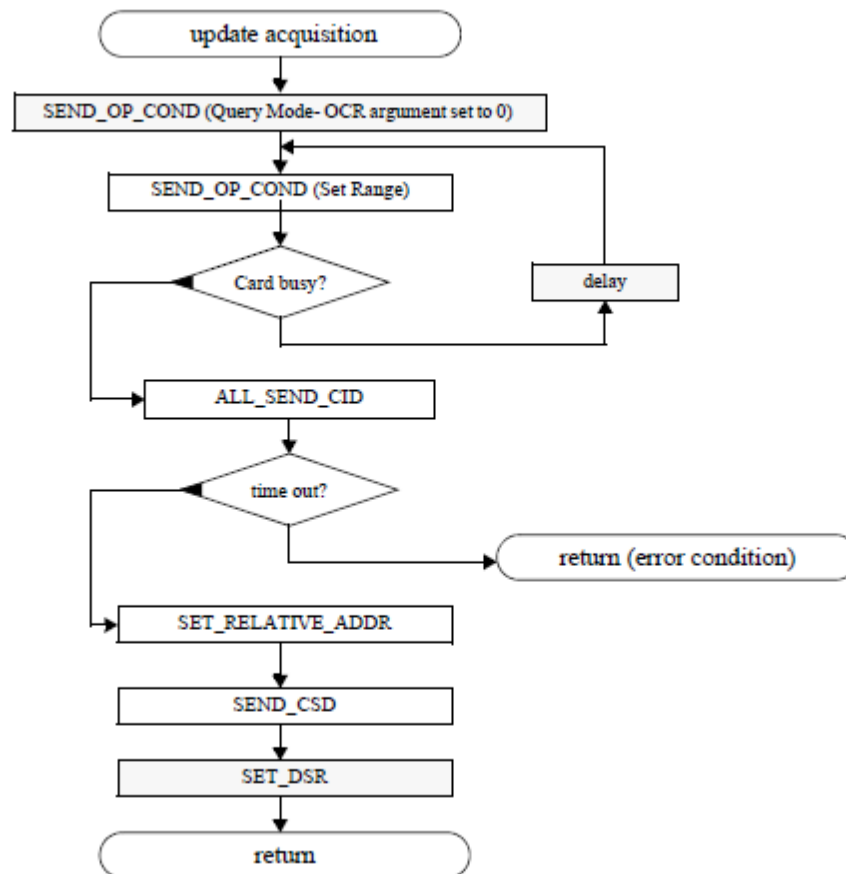 update acquisition
SEND_OP_COND (Query Mode- OCR argument set to 0)
SEND_OP_COND (Set Range)
Card busy?
delay
ALL_SEND_CID
time out?
return (error condition)
SET_RELATIVE_ADDR
SEND_CSD
SET_DSR
return